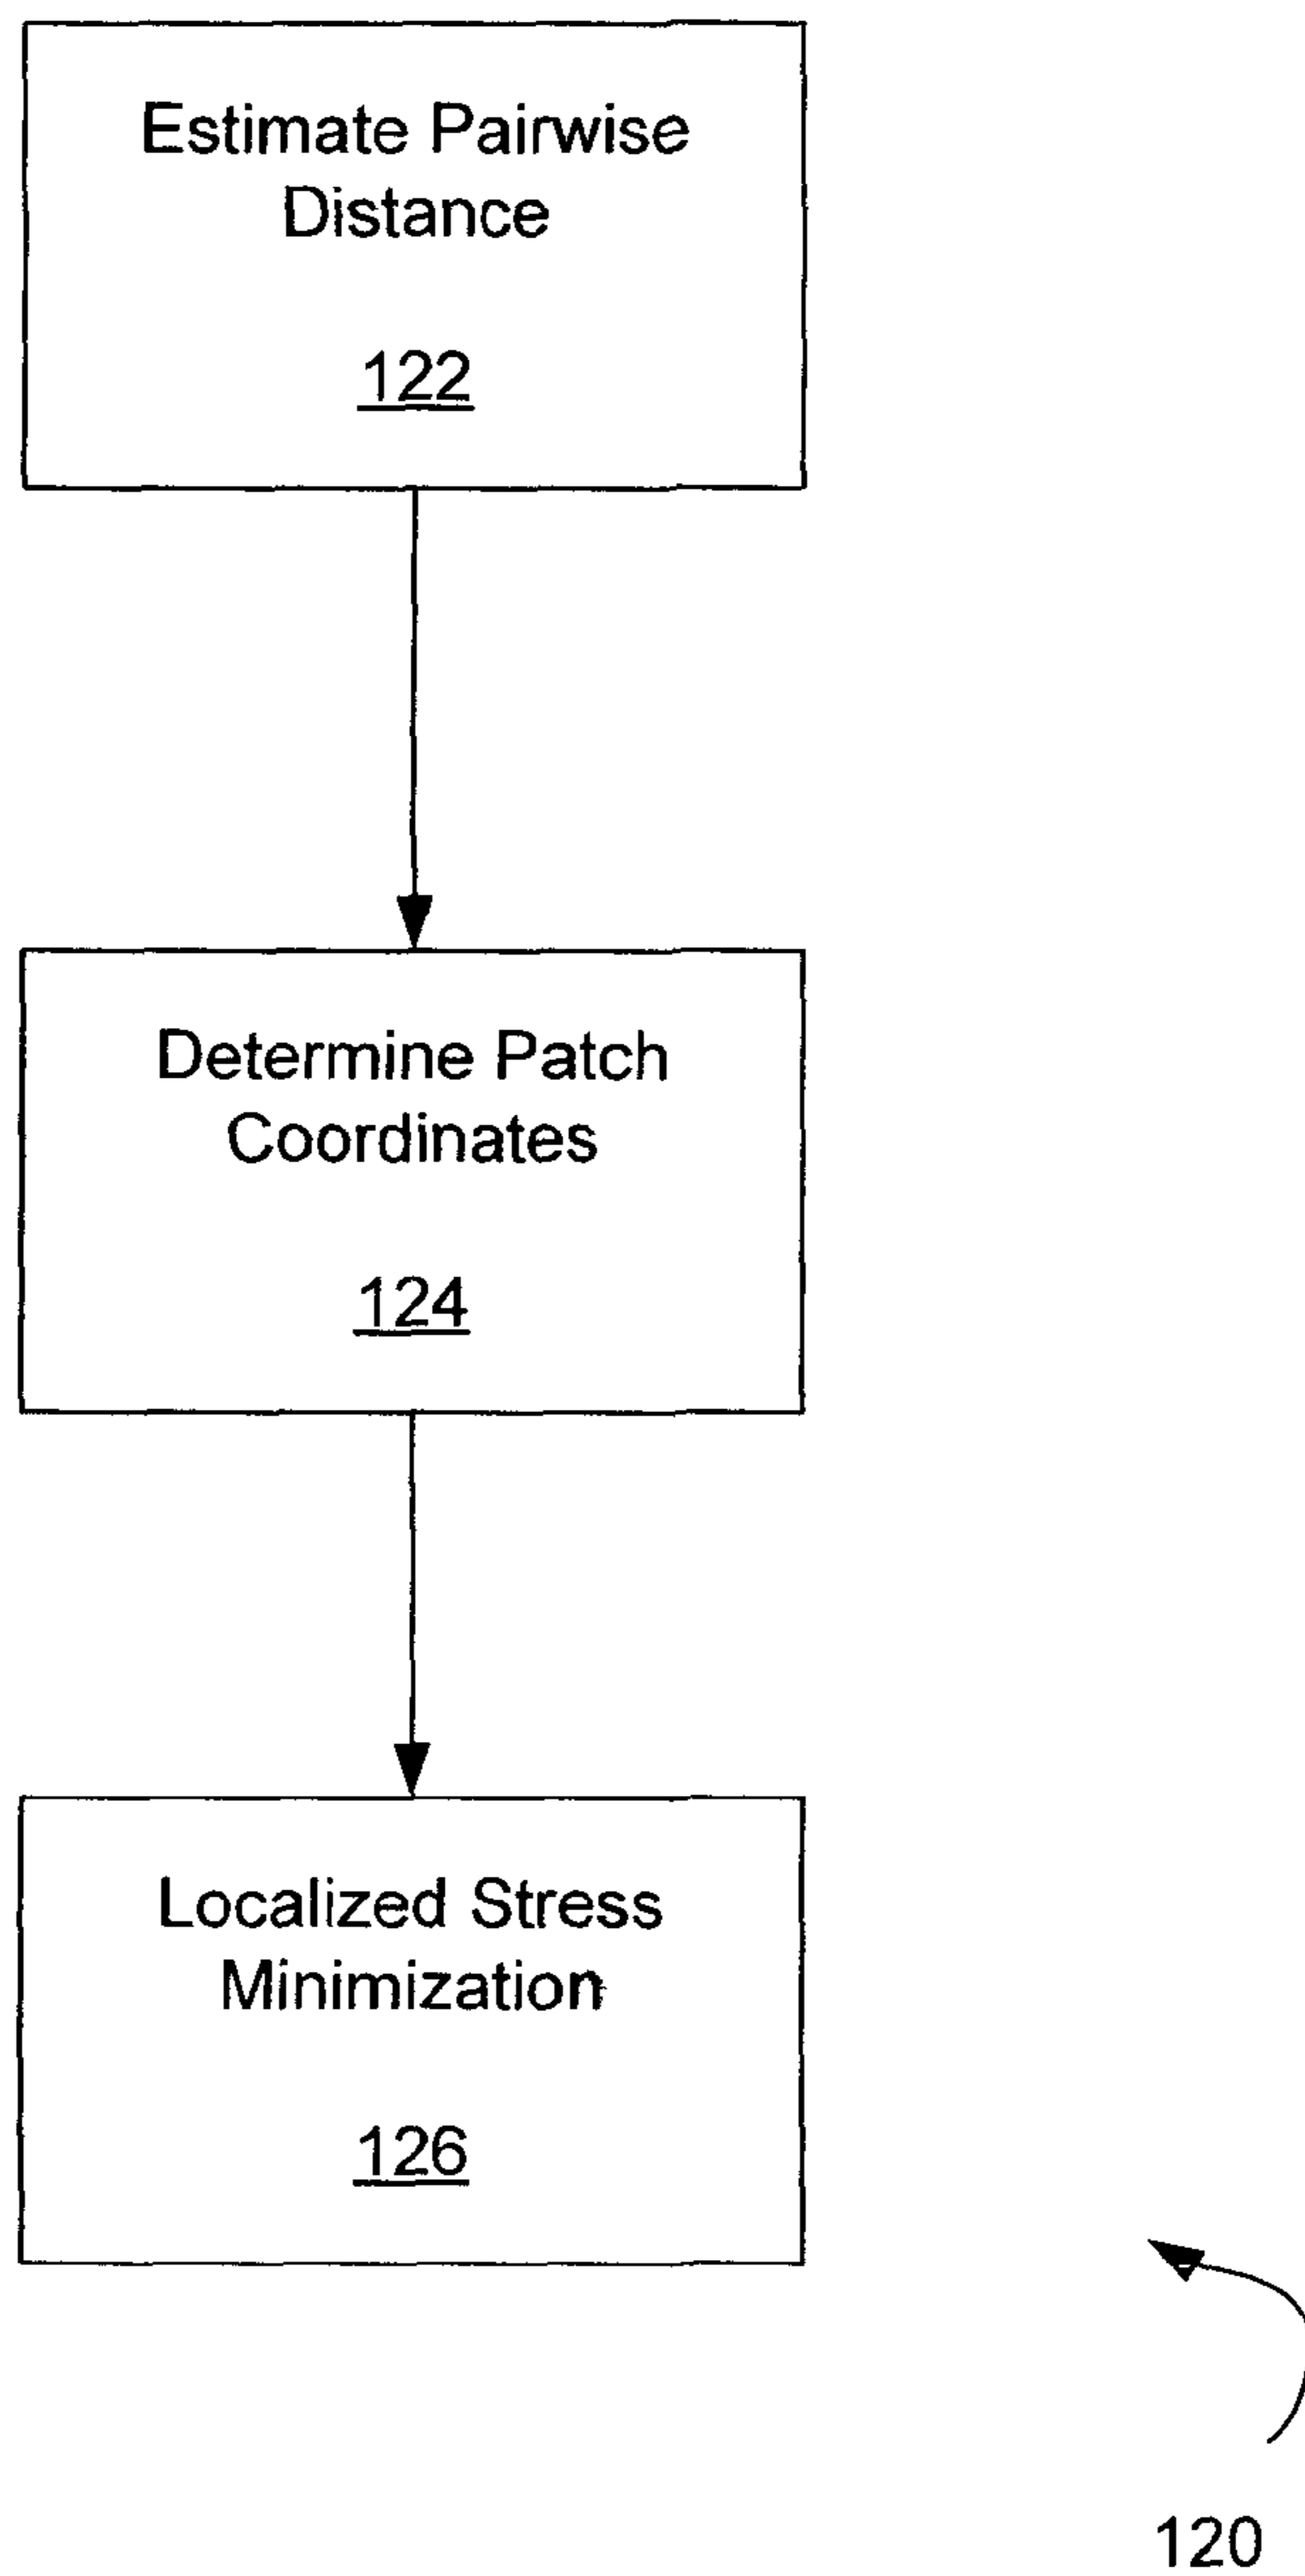 Estimate Pairwise
Distance
122
Determine Patch
Coordinates
124
Localized Stress
Minimization
126
120